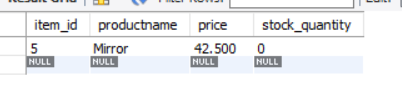 Result Grid Filter Rows: Edit:
item_id productname price stock_quantity
5 Mirror 42.500 0
NULL NULL NULL NULL